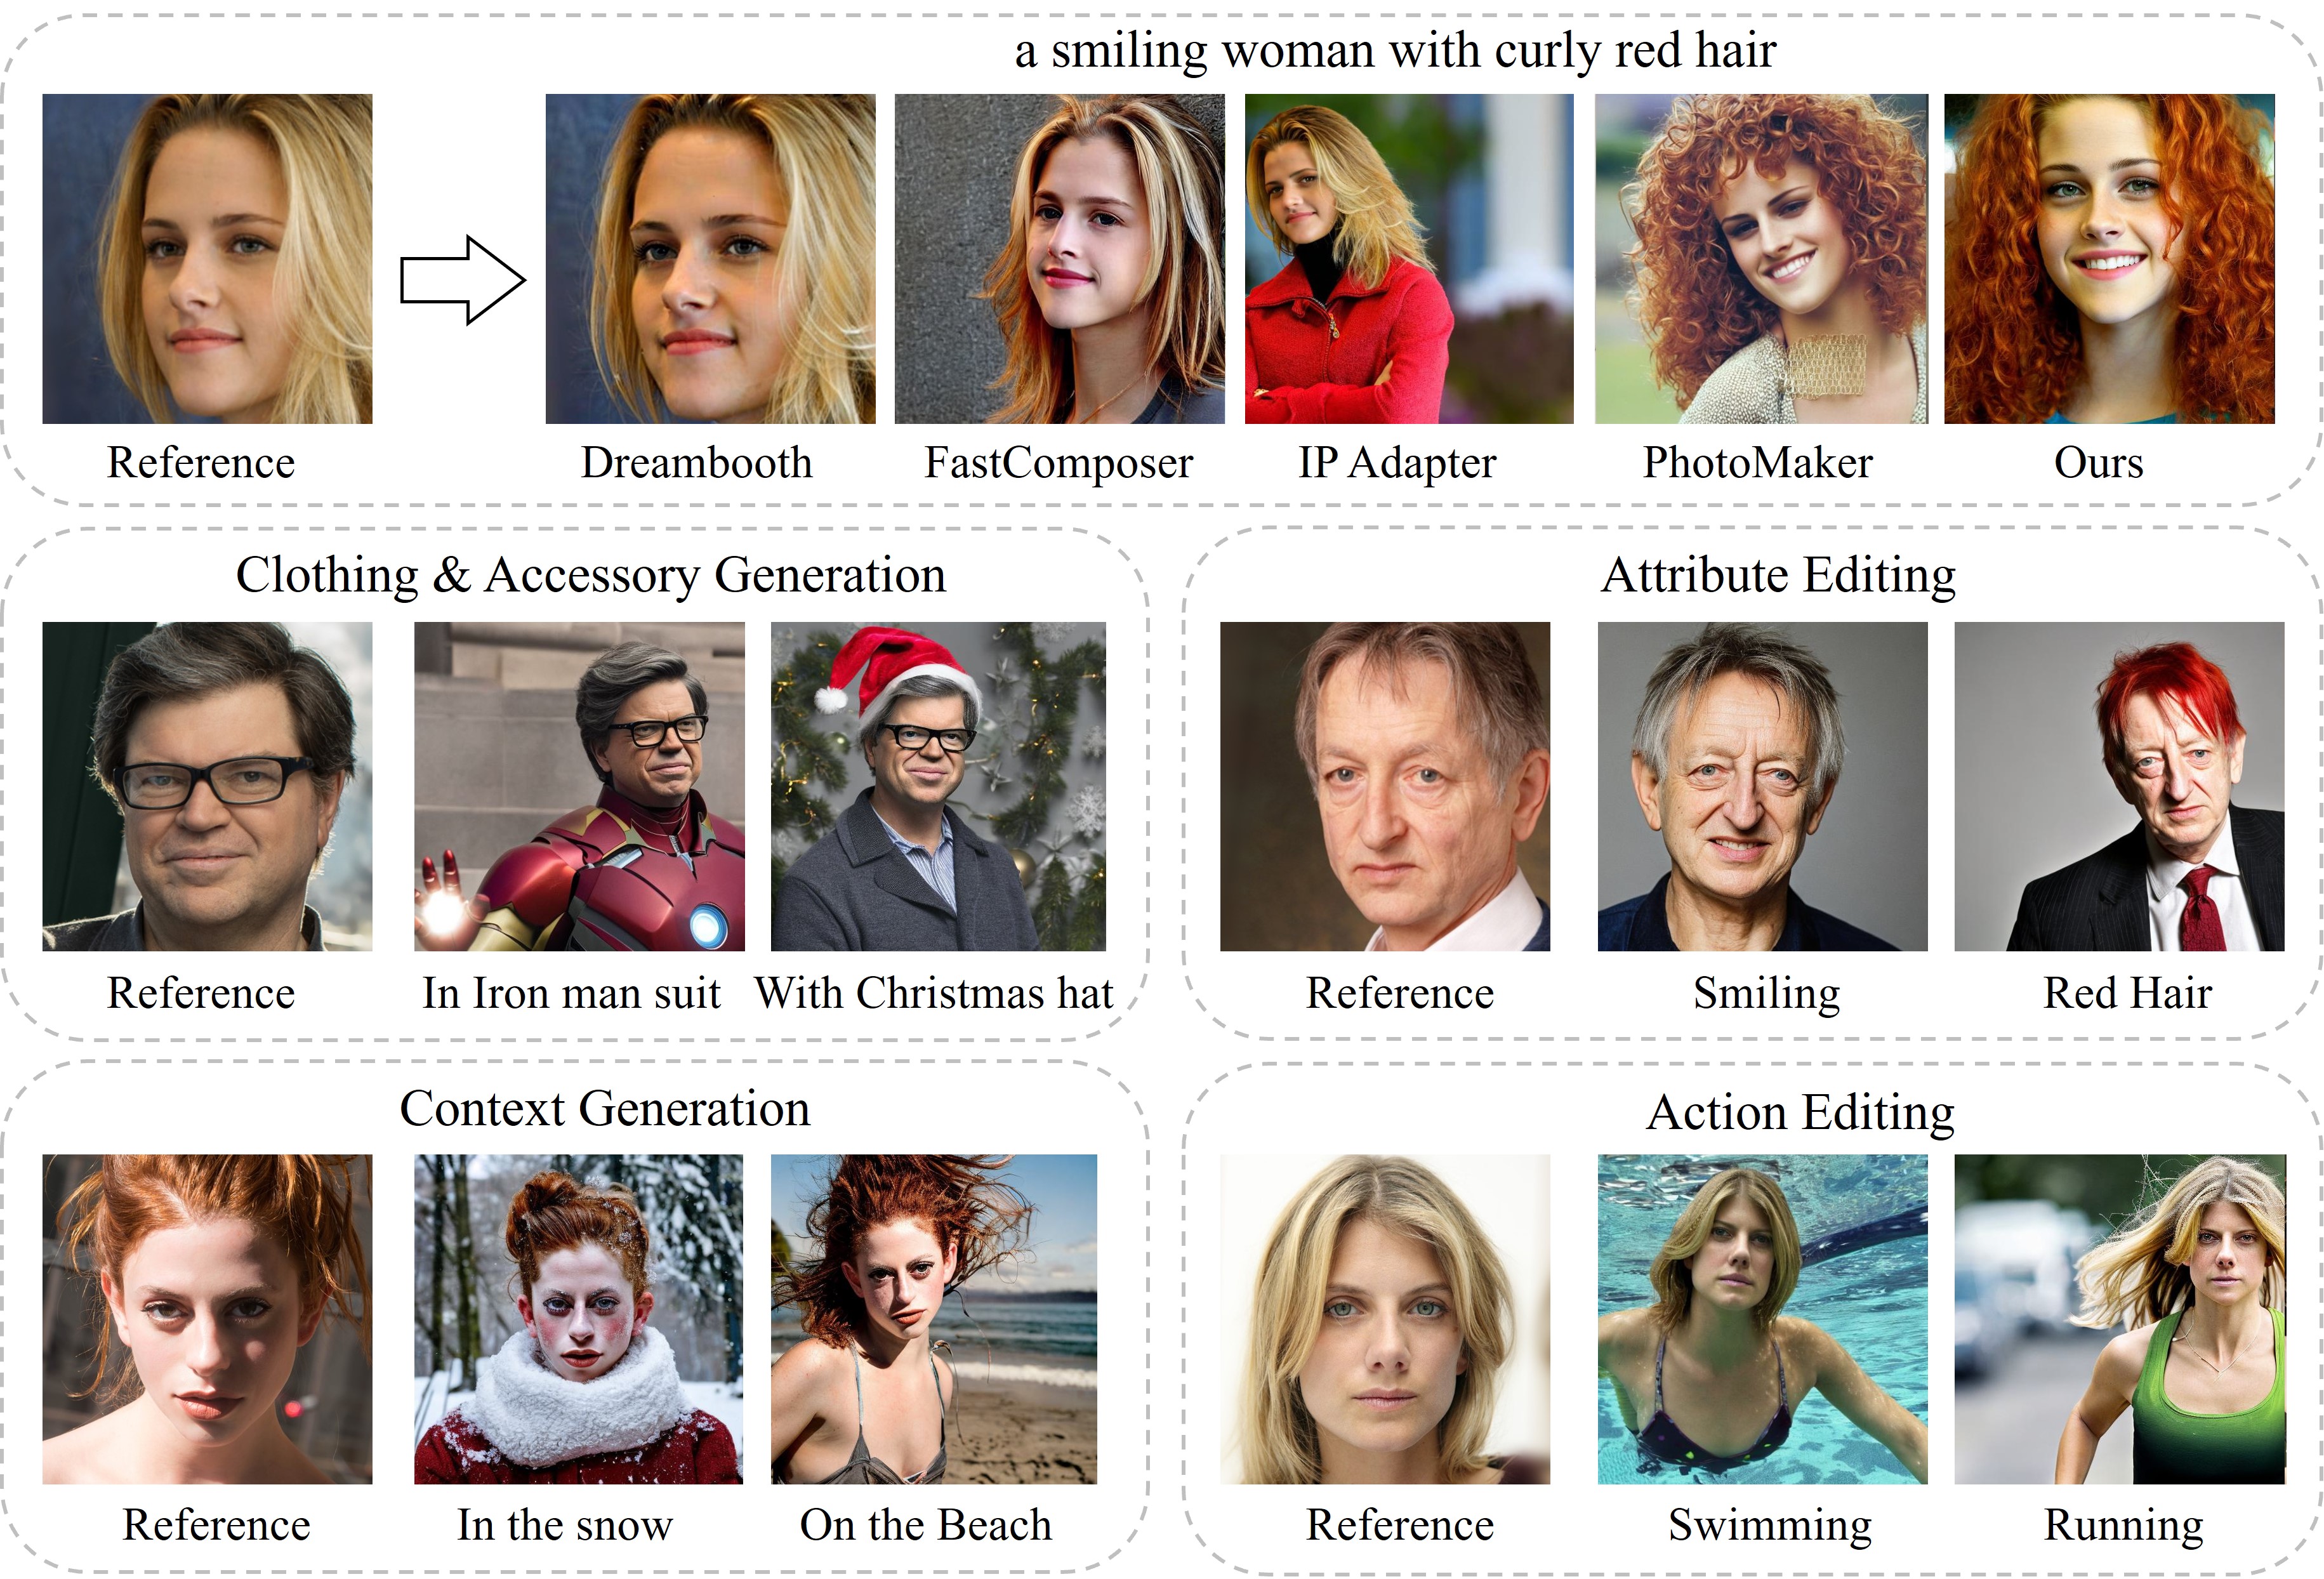 a smiling woman with curly red hair
Reference
Dreambooth
FastComposer
IP Adapter
PhotoMaker
Ours
Clothing & Accessory Generation
Reference
In Iron man suit
With Christmas hat
Attribute Editing
Reference
Smiling
Red Hair
Context Generation
Reference
In the snow
On the Beach
Action Editing
Reference
Swimming
Running